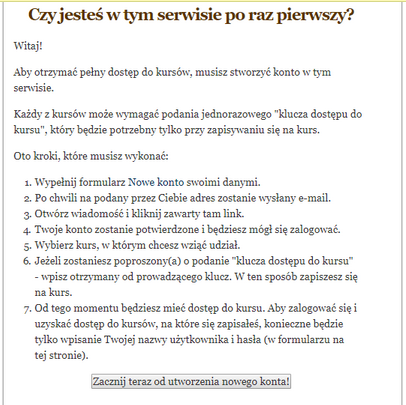 Czy jesteś w tym serwisie po raz pierwszy?
Witaj!
Aby otrzymać pełny dostęp do kursów, musisz stworzyć konto w tym
serwisie.
Każdy z kursów może wymagać podania jednorazowego "klucza dostępu do
kursu", który będzie potrzebny tylko przy zapisywaniu się na kurs.
Oto kroki, które musisz wykonać:
1. Wypełnij formularz Nowe konto swoimi danymi.
2. Po chwili na podany przez Ciebie adres zostanie wysłany e-mail.
3. Otwórz wiadomość i kliknij zawarty tam link.
4. Twoje konto zostanie potwierdzone i będziesz mógł się zalogować.
5. Wybierz kurs, w którym chcesz wziąć udział.
6. Jeżeli zostaniesz poproszony(a) o podanie "klucza dostępu do kursu"
- wpisz otrzymany od prowadzącego klucz. W ten sposób zapiszesz się
na kurs.
7. Od tego momentu będziesz mieć dostęp do kursu. Aby zalogować się i
uzyskać dostęp do kursów, na które się zapisałeś, konieczne będzie
tylko wpisanie Twojej nazwy użytkownika i hasła (w formularzu na
tej stronie).
Zacznij teraz od utworzenia nowego konta!